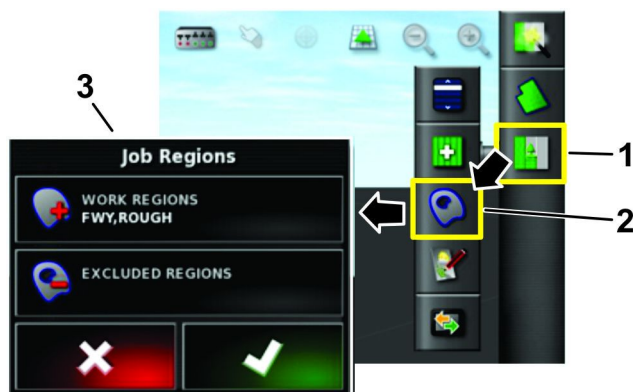 3
Job Regions
WORK REGIONS
FWY,ROUGH
EXCLUDED REGIONS
1
2